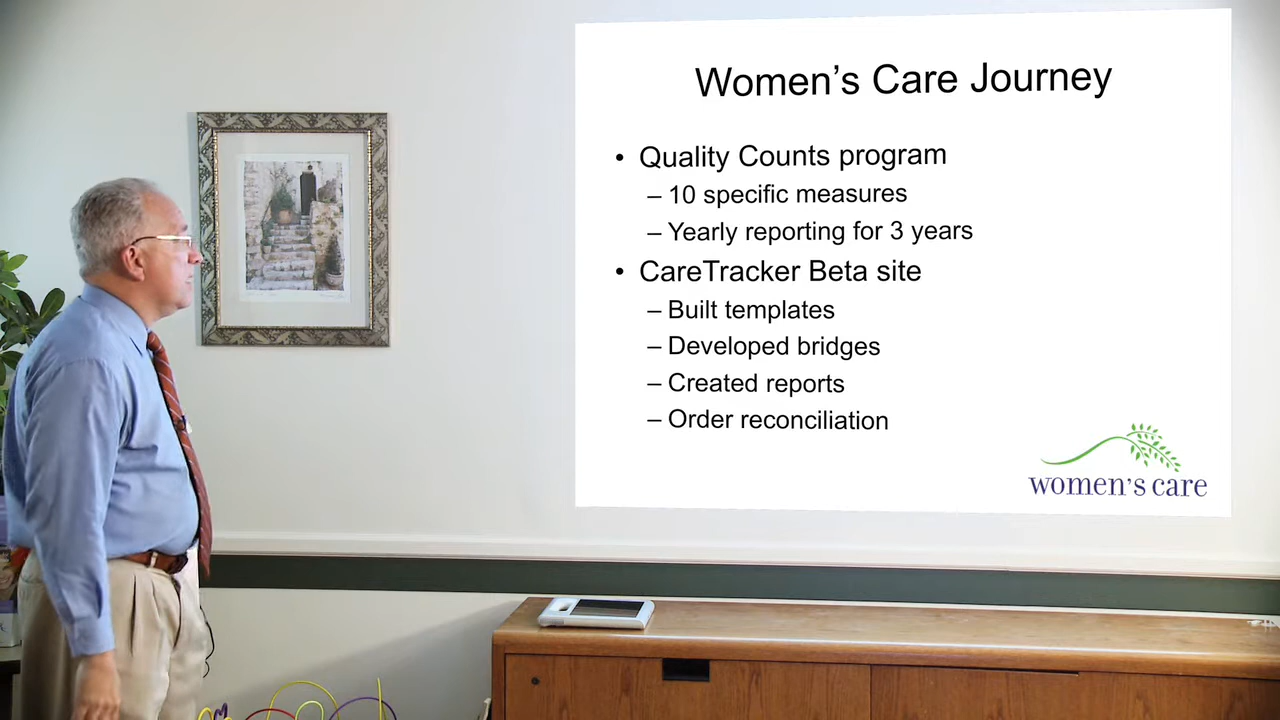 Women's Care Journey
• Quality Counts program
– 10 specific measures
– Yearly reporting for 3 years
• CareTracker Beta site
– Built templates
– Developed bridges
– Created reports
– Order reconciliation
women's care